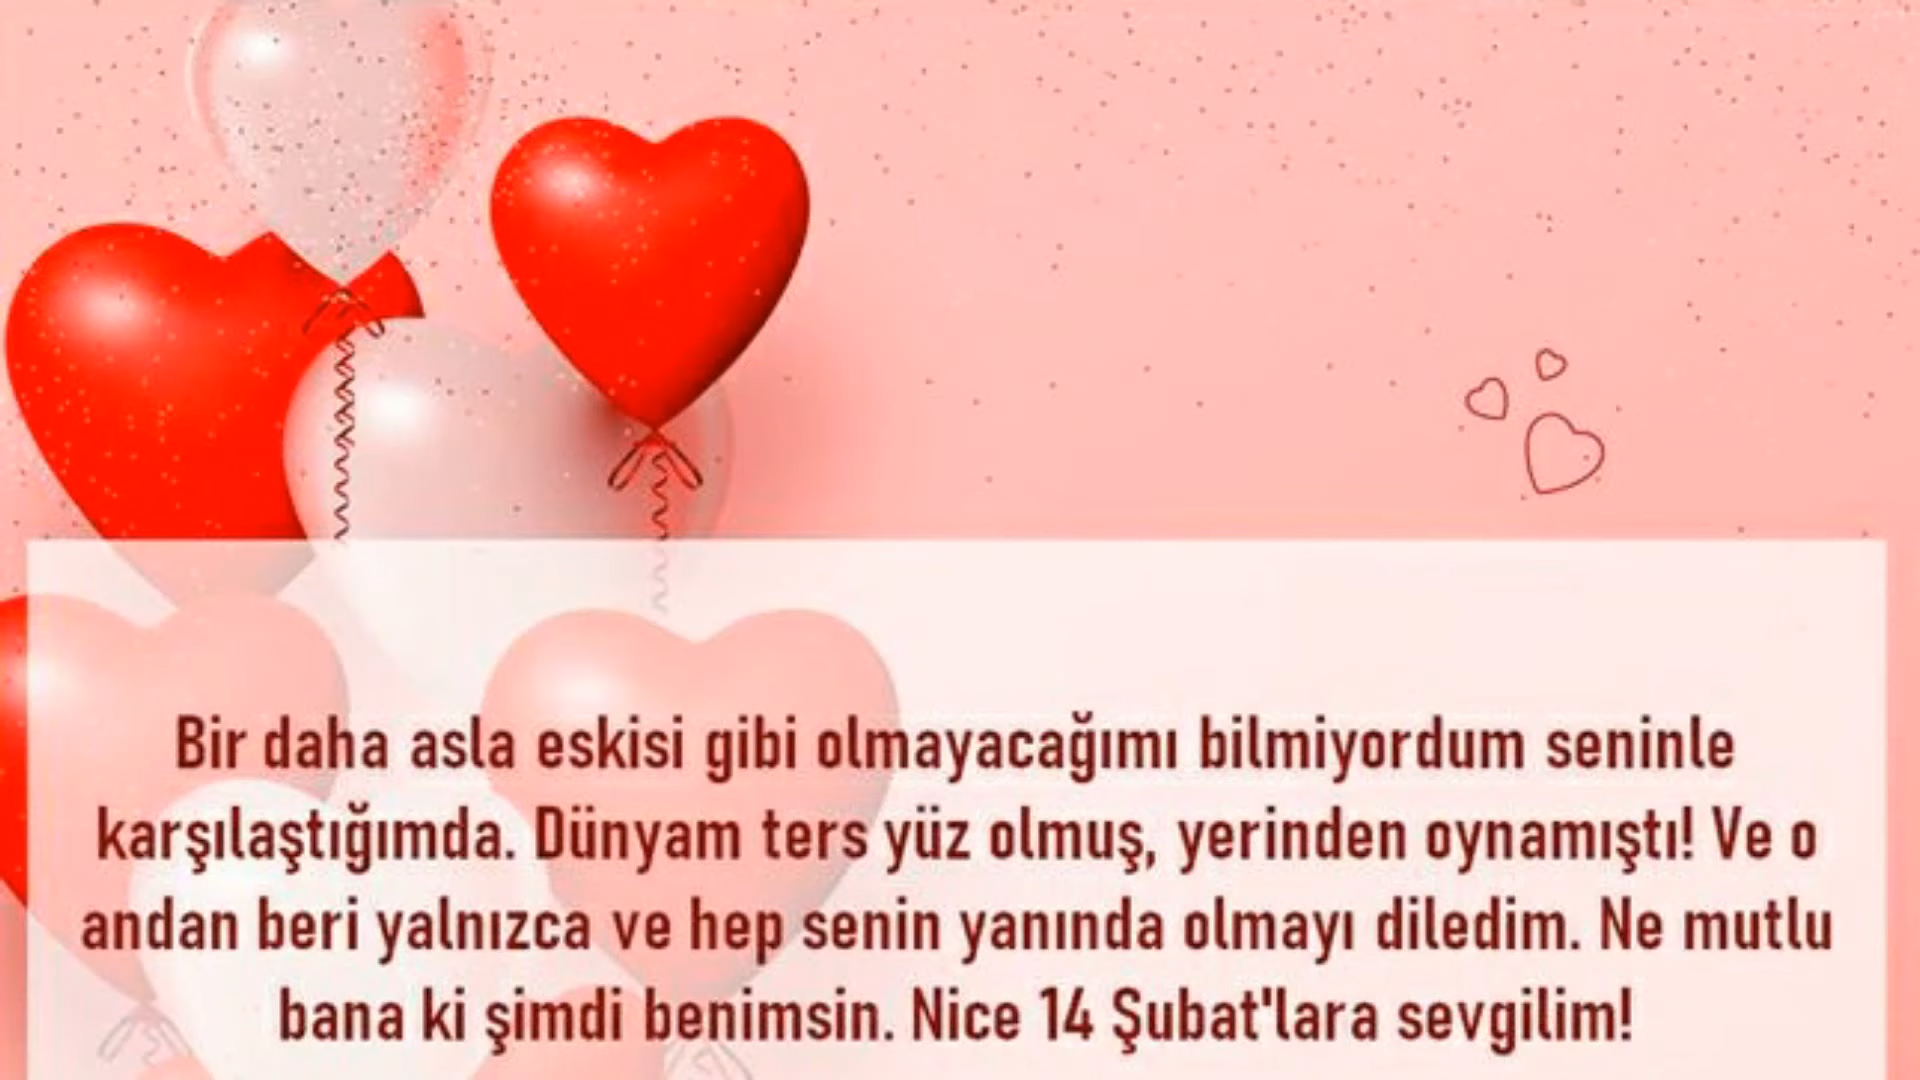 Bir daha asla eskisi gibi olmayacağımı bilmiyordum seninle
karşılaştığımda. Dünyam ters yüz olmuş, yerinden oynamıştı! Ve o
andan beri yalnızca ve hep senin yanında olmayı diledim. Ne mutlu
bana ki şimdi benimsin. Nice 14 Şubat'lara sevgilim!